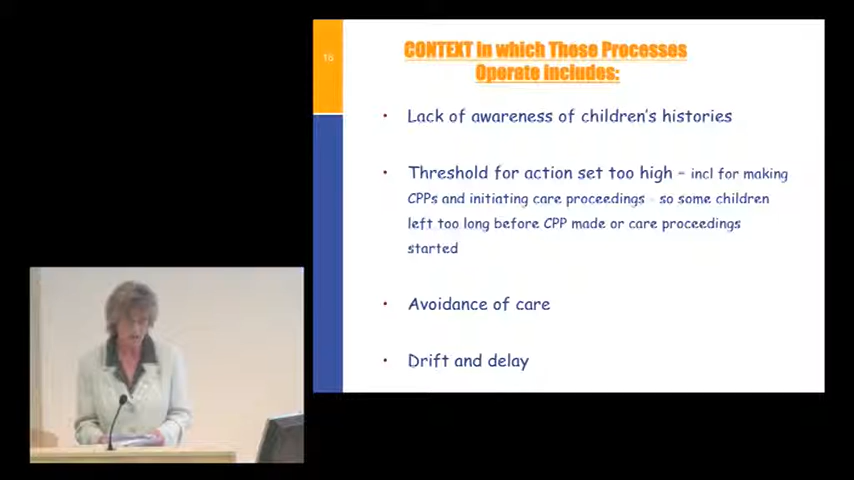 16
CONTEXT in which These Processes
Operate includes:
• Lack of awareness of children's histories
• Threshold for action set too high - incl for making
CPPs and initiating care proceedings - so some children
left too long before CPP made or care proceedings
started
• Avoidance of care
• Drift and delay